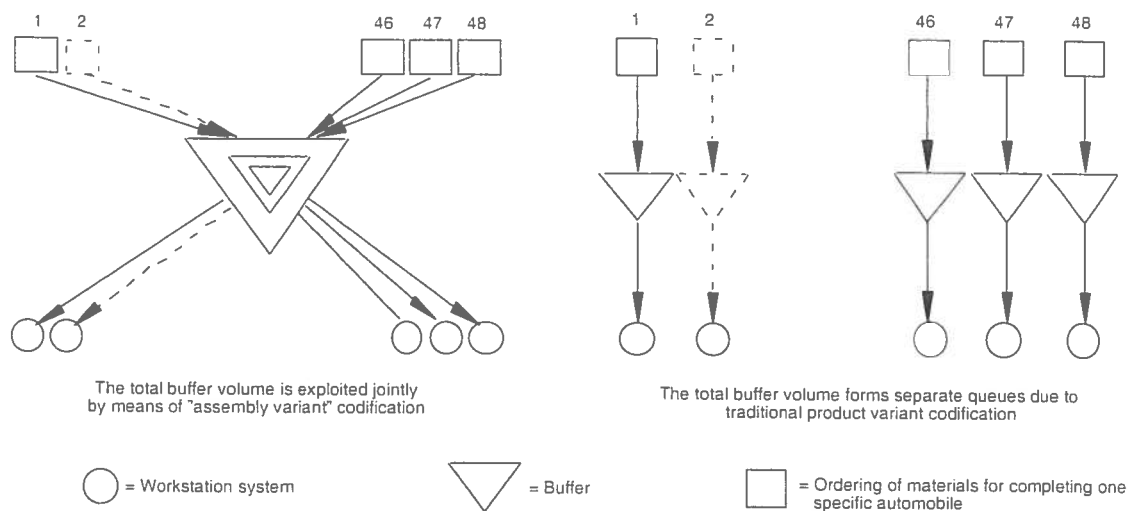 1 2 46 47 48
1 2 46 47 48
The total buffer volume is exploited jointly
by means of "assembly variant" codification
The total buffer volume forms separate queues due to
traditional product variant codification
= Workstation system
= Buffer
= Ordering of materials for completing one
specific automobile